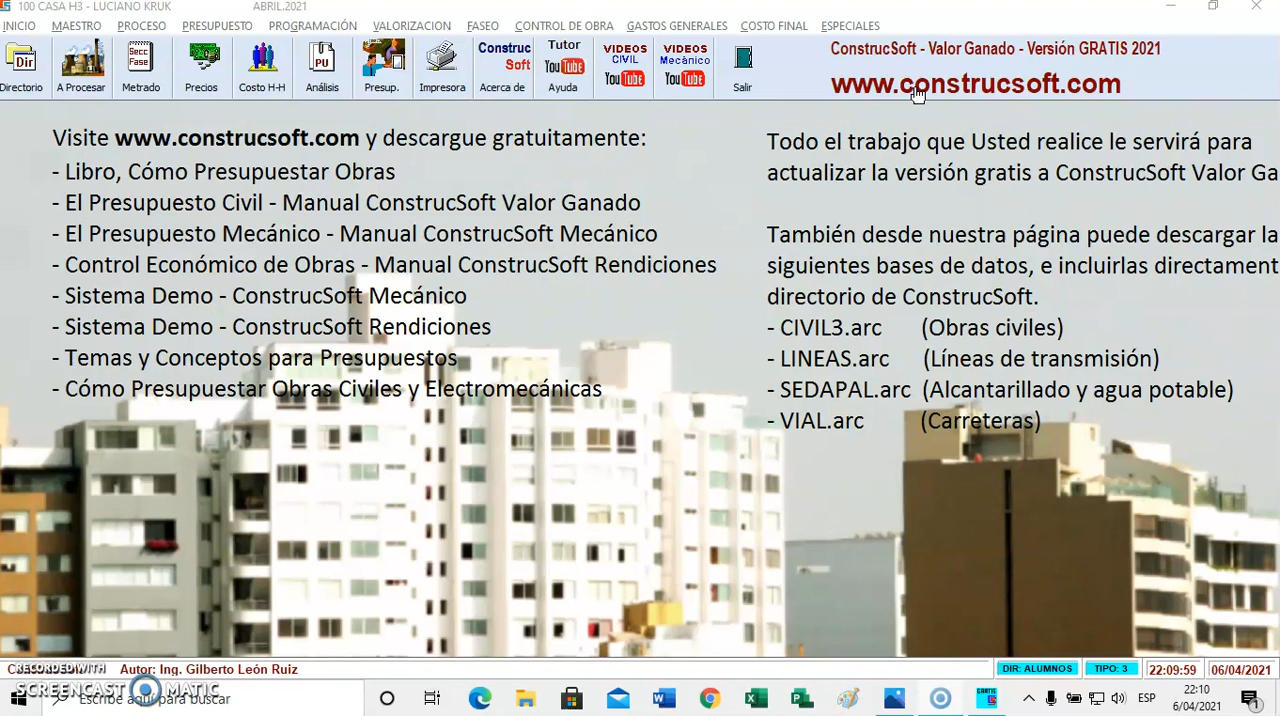 100 CASA H3 - LUCIANO KRUK ABRIL.2021
INICIO MAESTRO PROCESO PRESUPUESTO PROGRAMACIÓN VALORIZACION FASEO CONTROL DE OBRA GASTOS GENERALES COSTO FINAL ESPECIALES
Dir
Directorio
A Procesar
Secc Fase
Metrado
Precios
Costo H-H
PU
Análisis
Presup.
Impresora
Construc
Soft
Acerca de
Tutor
YouTube
Ayuda
VIDEOS
CIVIL
YouTube
VIDEOS
Mecànico
YouTube
Salir
ConstrucSoft - Valor Ganado - Versión GRATIS 2021
www.construcsoft.com
Visite www.construcsoft.com y descargue gratuitamente:
- Libro, Cómo Presupuestar Obras
- El Presupuesto Civil - Manual ConstrucSoft Valor Ganado
- El Presupuesto Mecánico - Manual ConstrucSoft Mecánico
- Control Económico de Obras - Manual ConstrucSoft Rendiciones
- Sistema Demo - ConstrucSoft Mecánico
- Sistema Demo - ConstrucSoft Rendiciones
- Temas y Conceptos para Presupuestos
- Cómo Presupuestar Obras Civiles y Electromecánicas
Todo el trabajo que Usted realice le servirá para
actualizar la versión gratis a ConstrucSoft Valor Ga
También desde nuestra página puede descargar la
siguientes bases de datos, e incluirlas directament
directorio de ConstrucSoft.
- CIVIL3.arc (Obras civiles)
- LINEAS.arc (Líneas de transmisión)
- SEDAPAL.arc (Alcantarillado y agua potable)
- VIAL.arc (Carreteras)
RECORDED WITH
SCREENCAST MATIC
Autor: Ing. Gilberto León Ruiz
DIR: ALUMNOS TIPO: 3 22:09:59 06/04/2021
Escribe aquí para buscar
GRATIS
ESP
22:10
6/04/2021
1